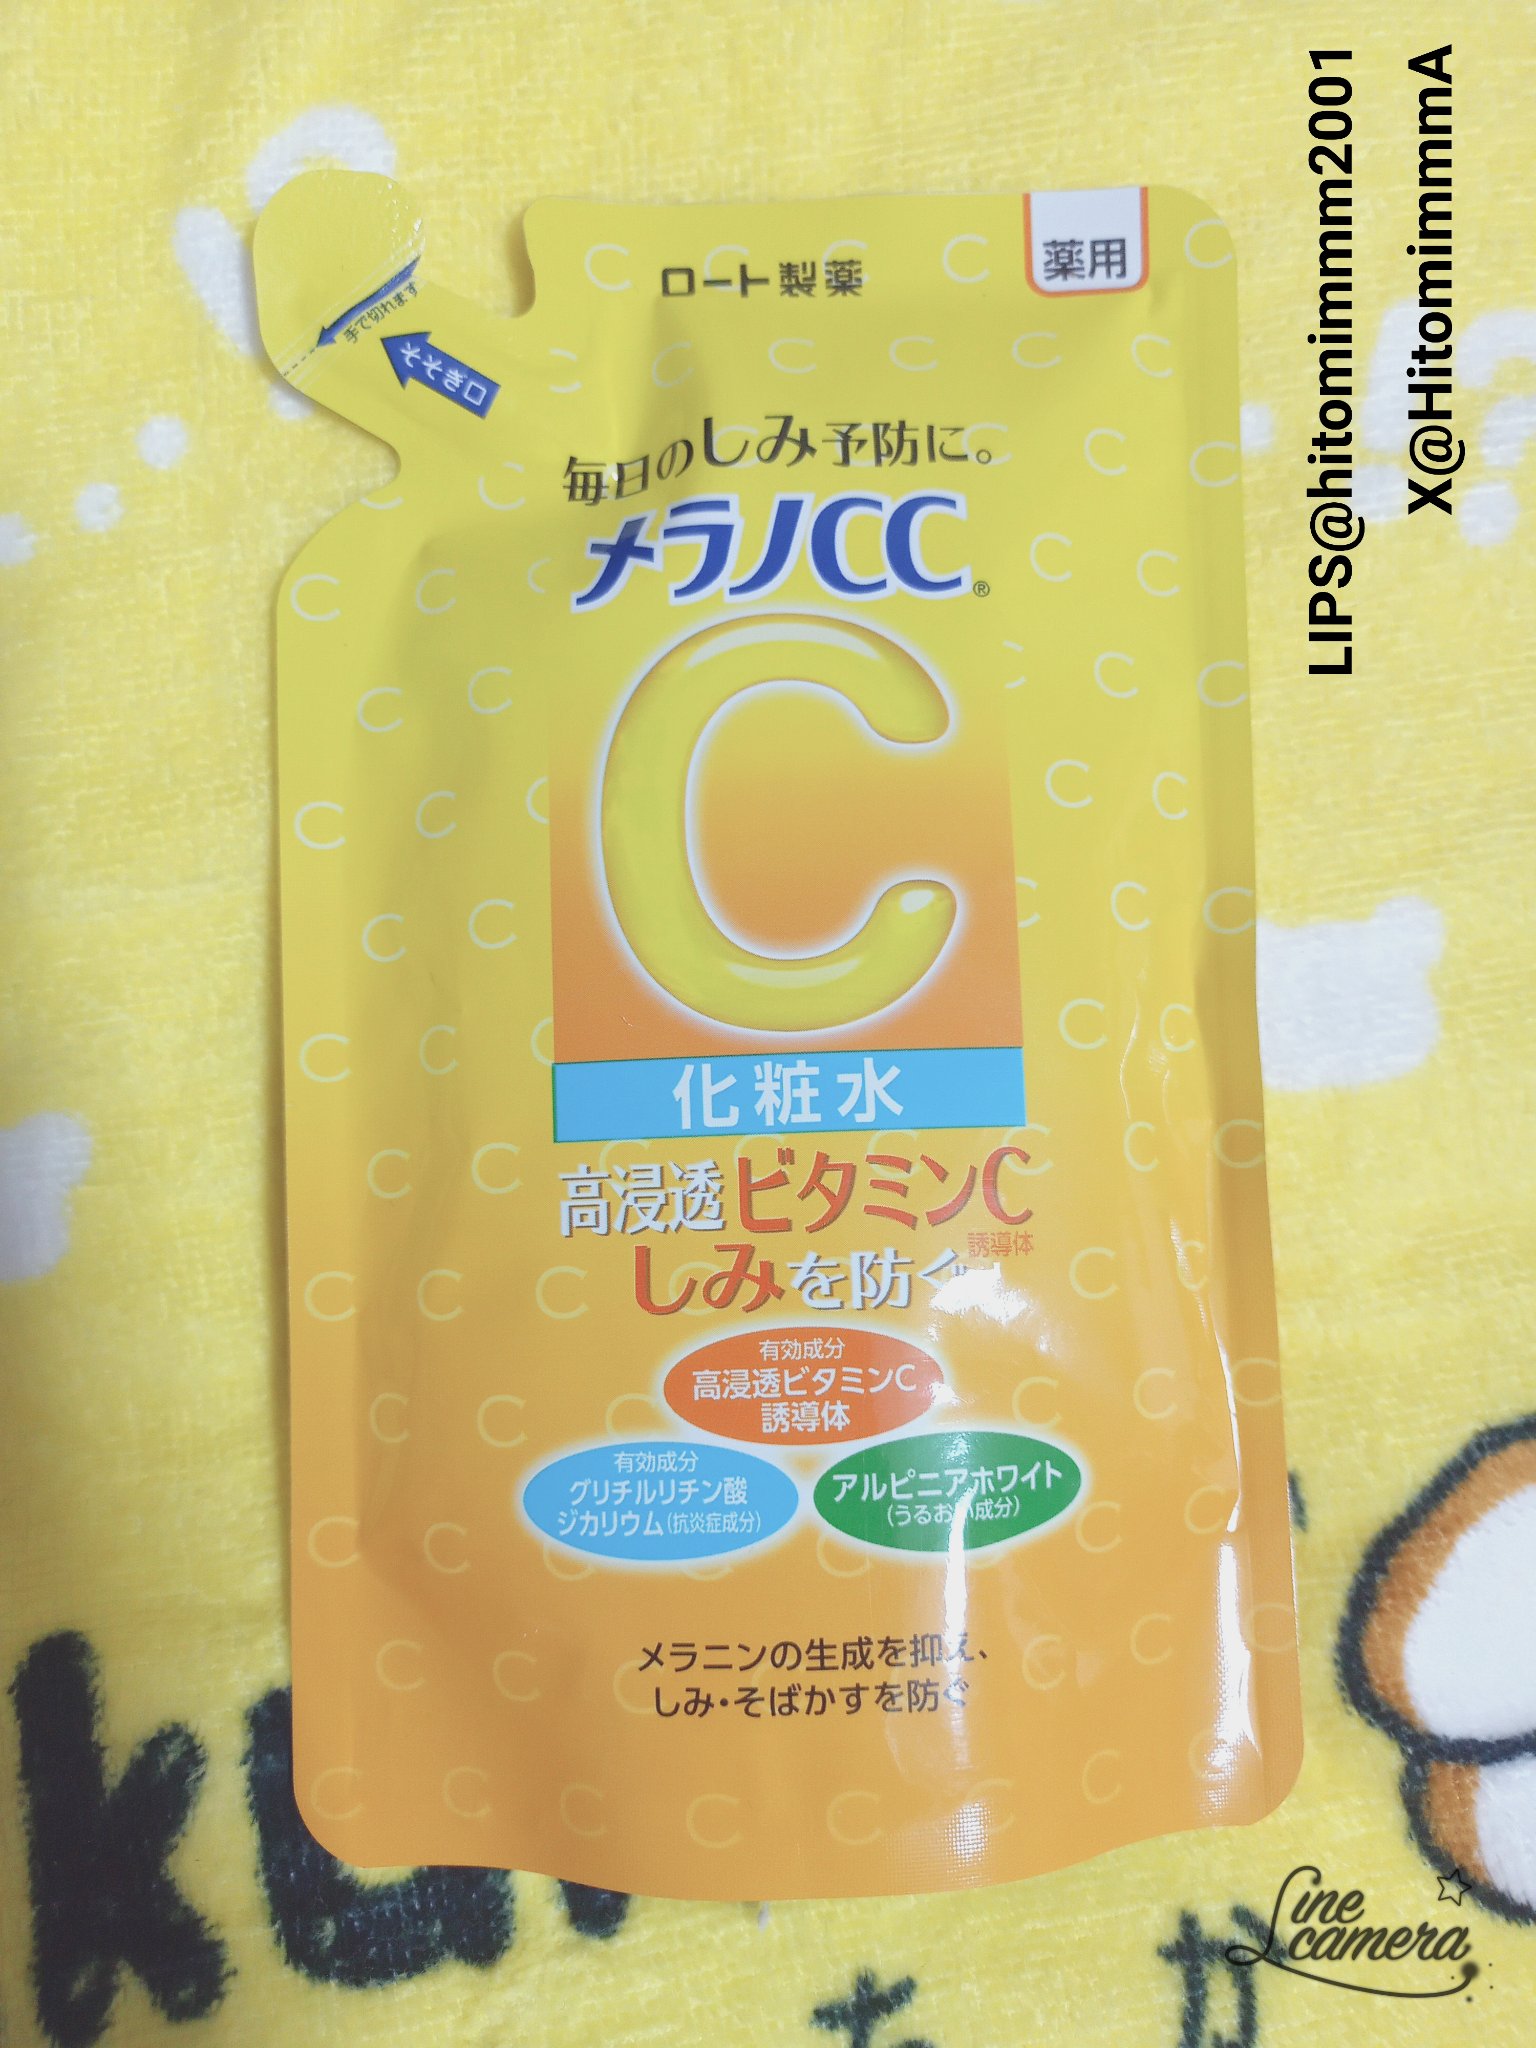 LIPS@hitomimmm2001
X@HitomimmmA
ロート製薬
薬用
手で切れます
そそぎ口
毎日のしみ予防に。
メラノCC®
C
化粧水
高浸透ビタミンC
誘導体
しみを防ぐ
有効成分
高浸透ビタミンC
誘導体
有効成分
グリチルリチン酸
ジカリウム(抗炎症成分)
アルピニアホワイト
(うるおい成分)
メラニンの生成を抑え、
しみ・そばかすを防ぐ
Line
camera